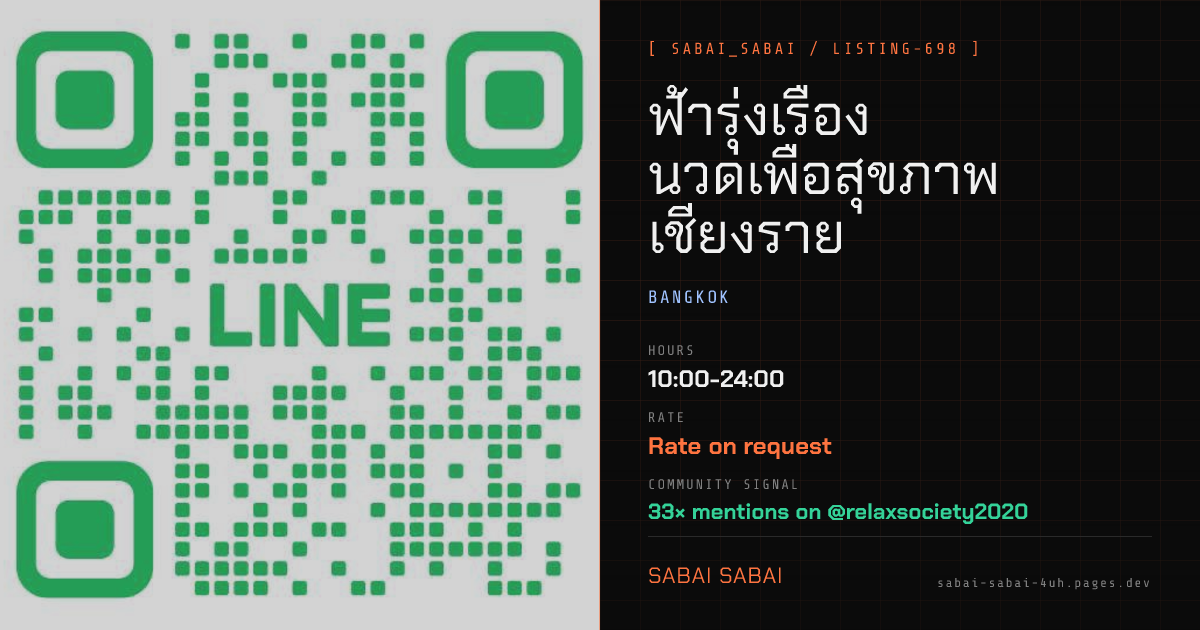 LINE
[ SABAI_SABAI / LISTING-698 ]
ฟ้ารุ่งเรือง
นวดเพื่อสุขภาพ
เชียงราย
BANGKOK
HOURS
10:00-24:00
RATE
Rate on request
COMMUNITY SIGNAL
33× mentions on @relaxsociety2020
SABAI SABAI
sabai-sabai-4uh.pages.dev